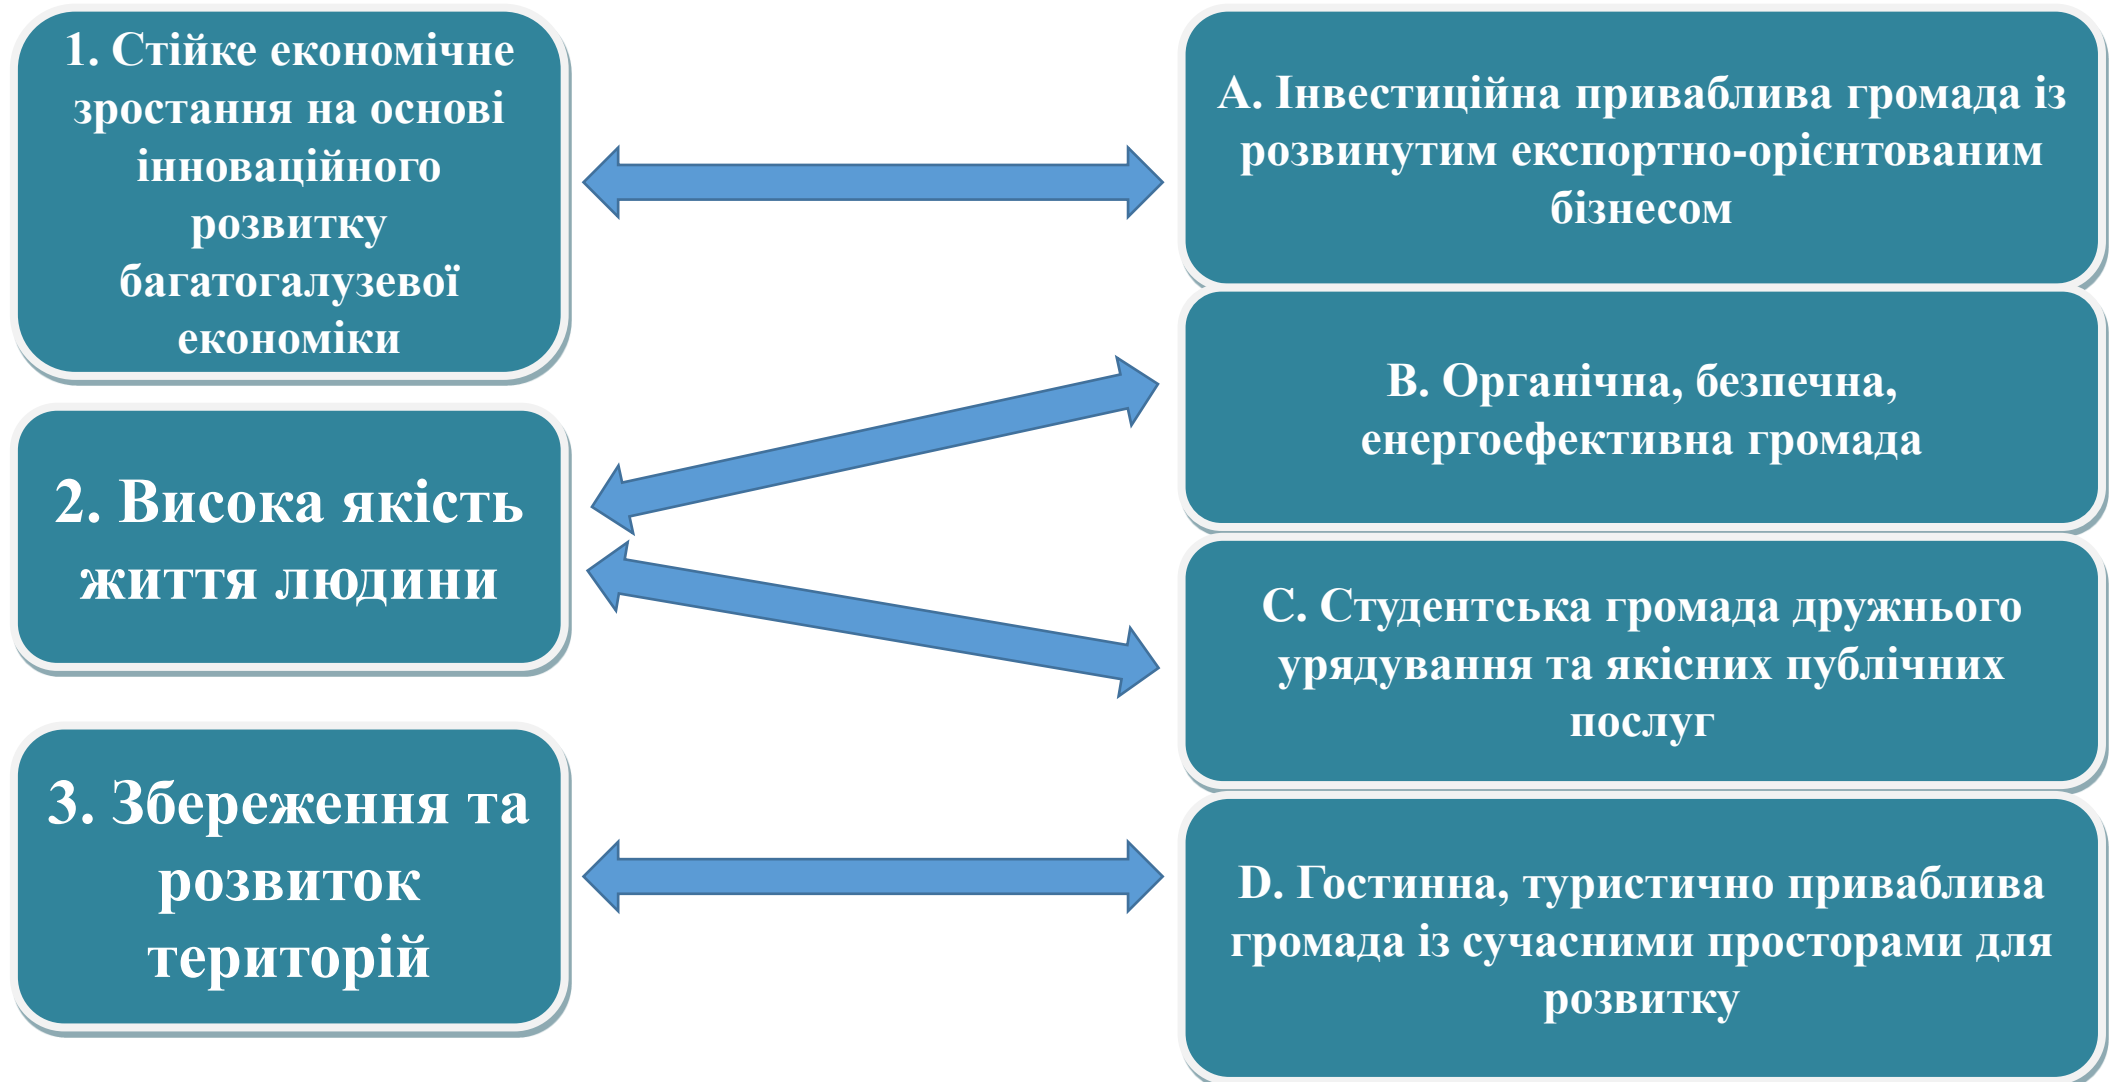 1. Стійке економічне
зростання на основі
інноваційного
розвитку
багатогалузевої
економіки
2. Висока якість
життя людини
3. Збереження та
розвиток
територій
A. Інвестиційна приваблива громада із
розвинутим експортно-орієнтованим
бізнесом
B. Органічна, безпечна,
енергоефективна громада
C. Студентська громада дружнього
урядування та якісних публічних
послуг
D. Гостинна, туристично приваблива
громада із сучасними просторами для
розвитку